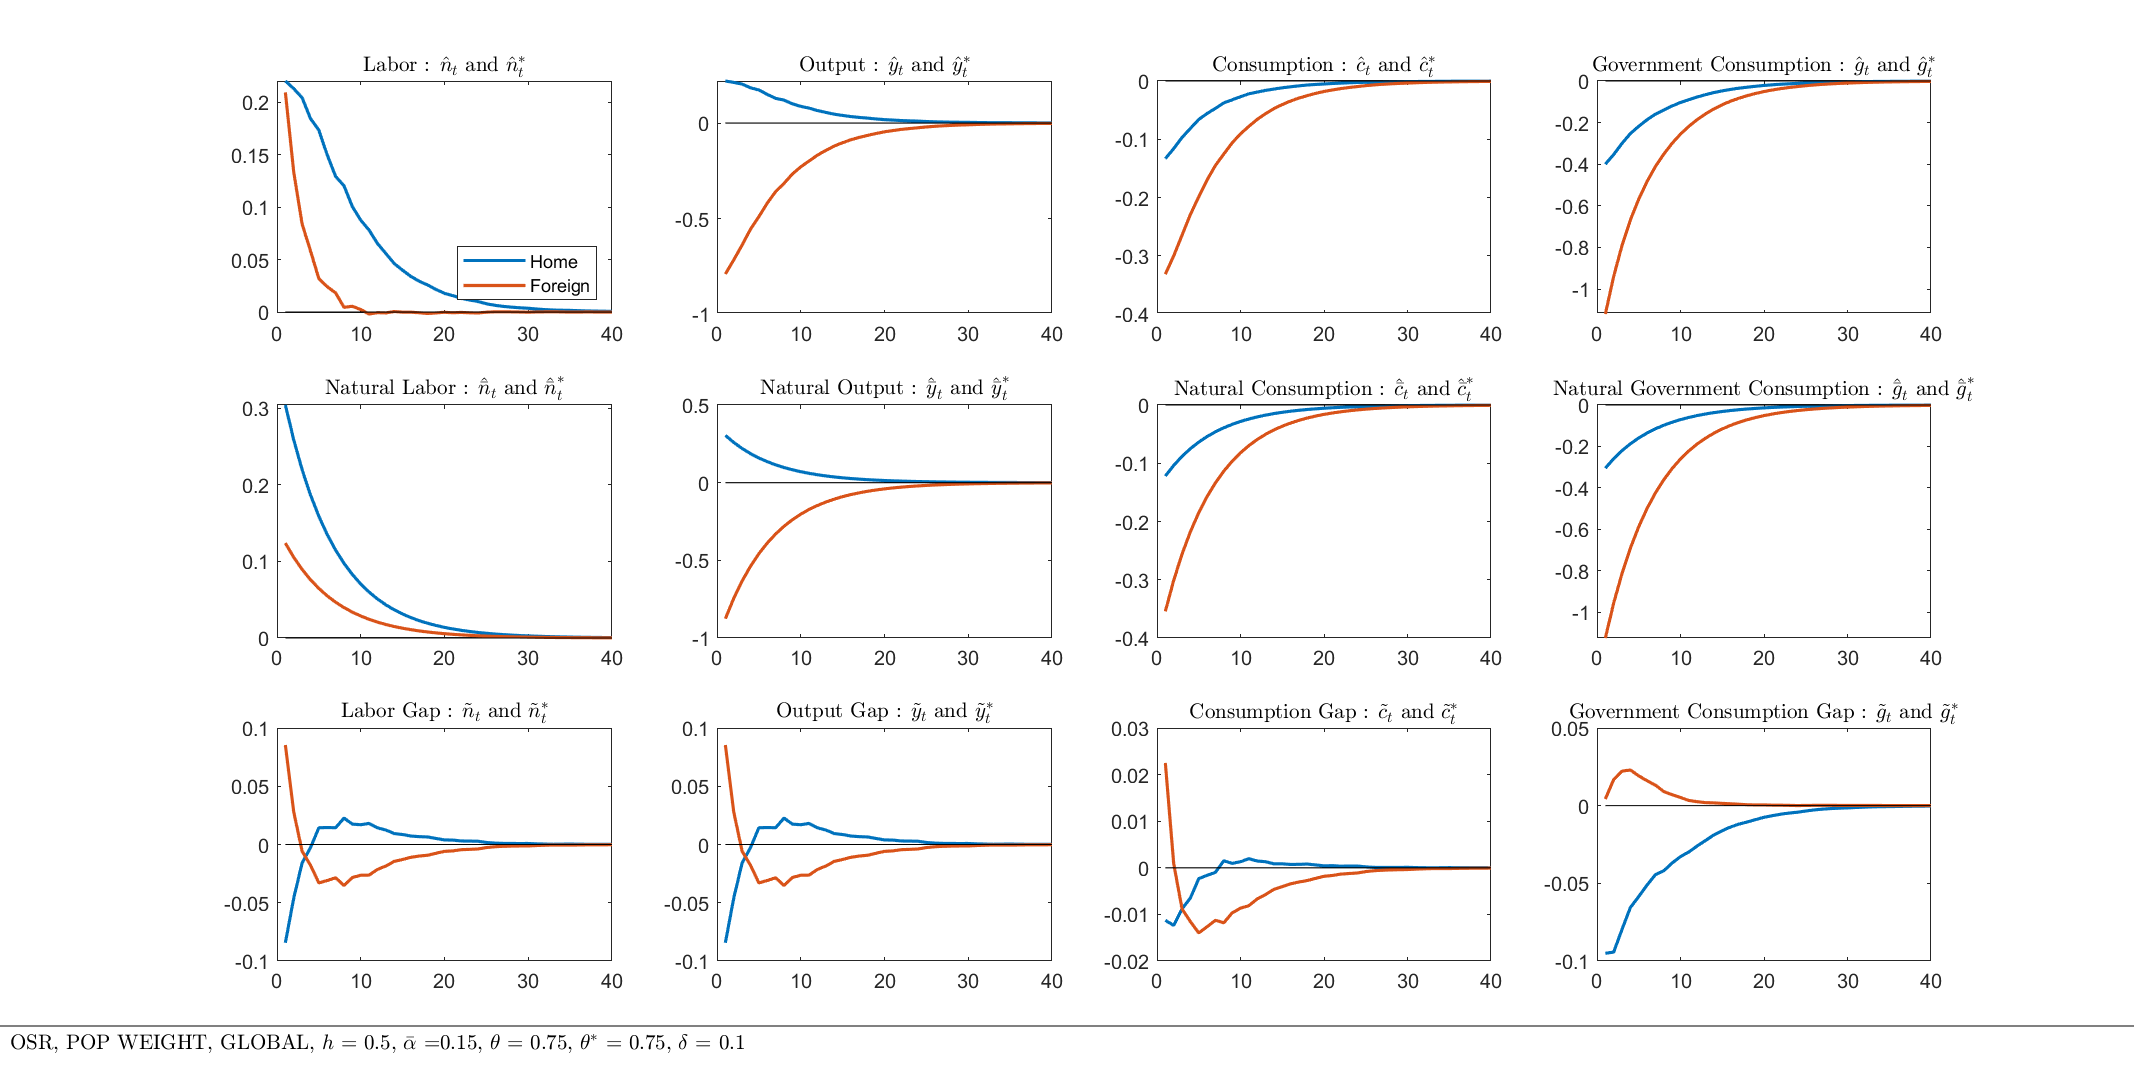 Labor : n̂ₜ and n̂*ₜ
Output : ŷₜ and ŷ*ₜ
Consumption : ĉₜ and ĉ*ₜ
Government Consumption : ĝₜ and ĝ*ₜ
0.2
0.15
0.1
0.05
0
0 10 20 30 40
Home
Foreign
0
-0.5
-1
0 10 20 30 40
0
-0.1
-0.2
-0.3
-0.4
0 10 20 30 40
0
-0.2
-0.4
-0.6
-0.8
-1
0 10 20 30 40
Natural Labor : n̄̂ₜ and n̄̂*ₜ
Natural Output : ȳ̂ₜ and ȳ̂*ₜ
Natural Consumption : c̄̂ₜ and c̄̂*ₜ
Natural Government Consumption : ḡ̂ₜ and ḡ̂*ₜ
0.3
0.2
0.1
0
0 10 20 30 40
0.5
0
-0.5
-1
0 10 20 30 40
0
-0.1
-0.2
-0.3
-0.4
0 10 20 30 40
0
-0.2
-0.4
-0.6
-0.8
-1
0 10 20 30 40
Labor Gap : ñₜ and ñ*ₜ
Output Gap : ỹₜ and ỹ*ₜ
Consumption Gap : c̃ₜ and c̃*ₜ
Government Consumption Gap : g̃ₜ and g̃*ₜ
0.1
0.05
0
-0.05
-0.1
0 10 20 30 40
0.1
0.05
0
-0.05
-0.1
0 10 20 30 40
0.03
0.02
0.01
0
-0.01
-0.02
0 10 20 30 40
0.05
0
-0.05
-0.1
0 10 20 30 40
OSR, POP WEIGHT, GLOBAL, h = 0.5, ᾱ =0.15, θ = 0.75, θ* = 0.75, δ = 0.1